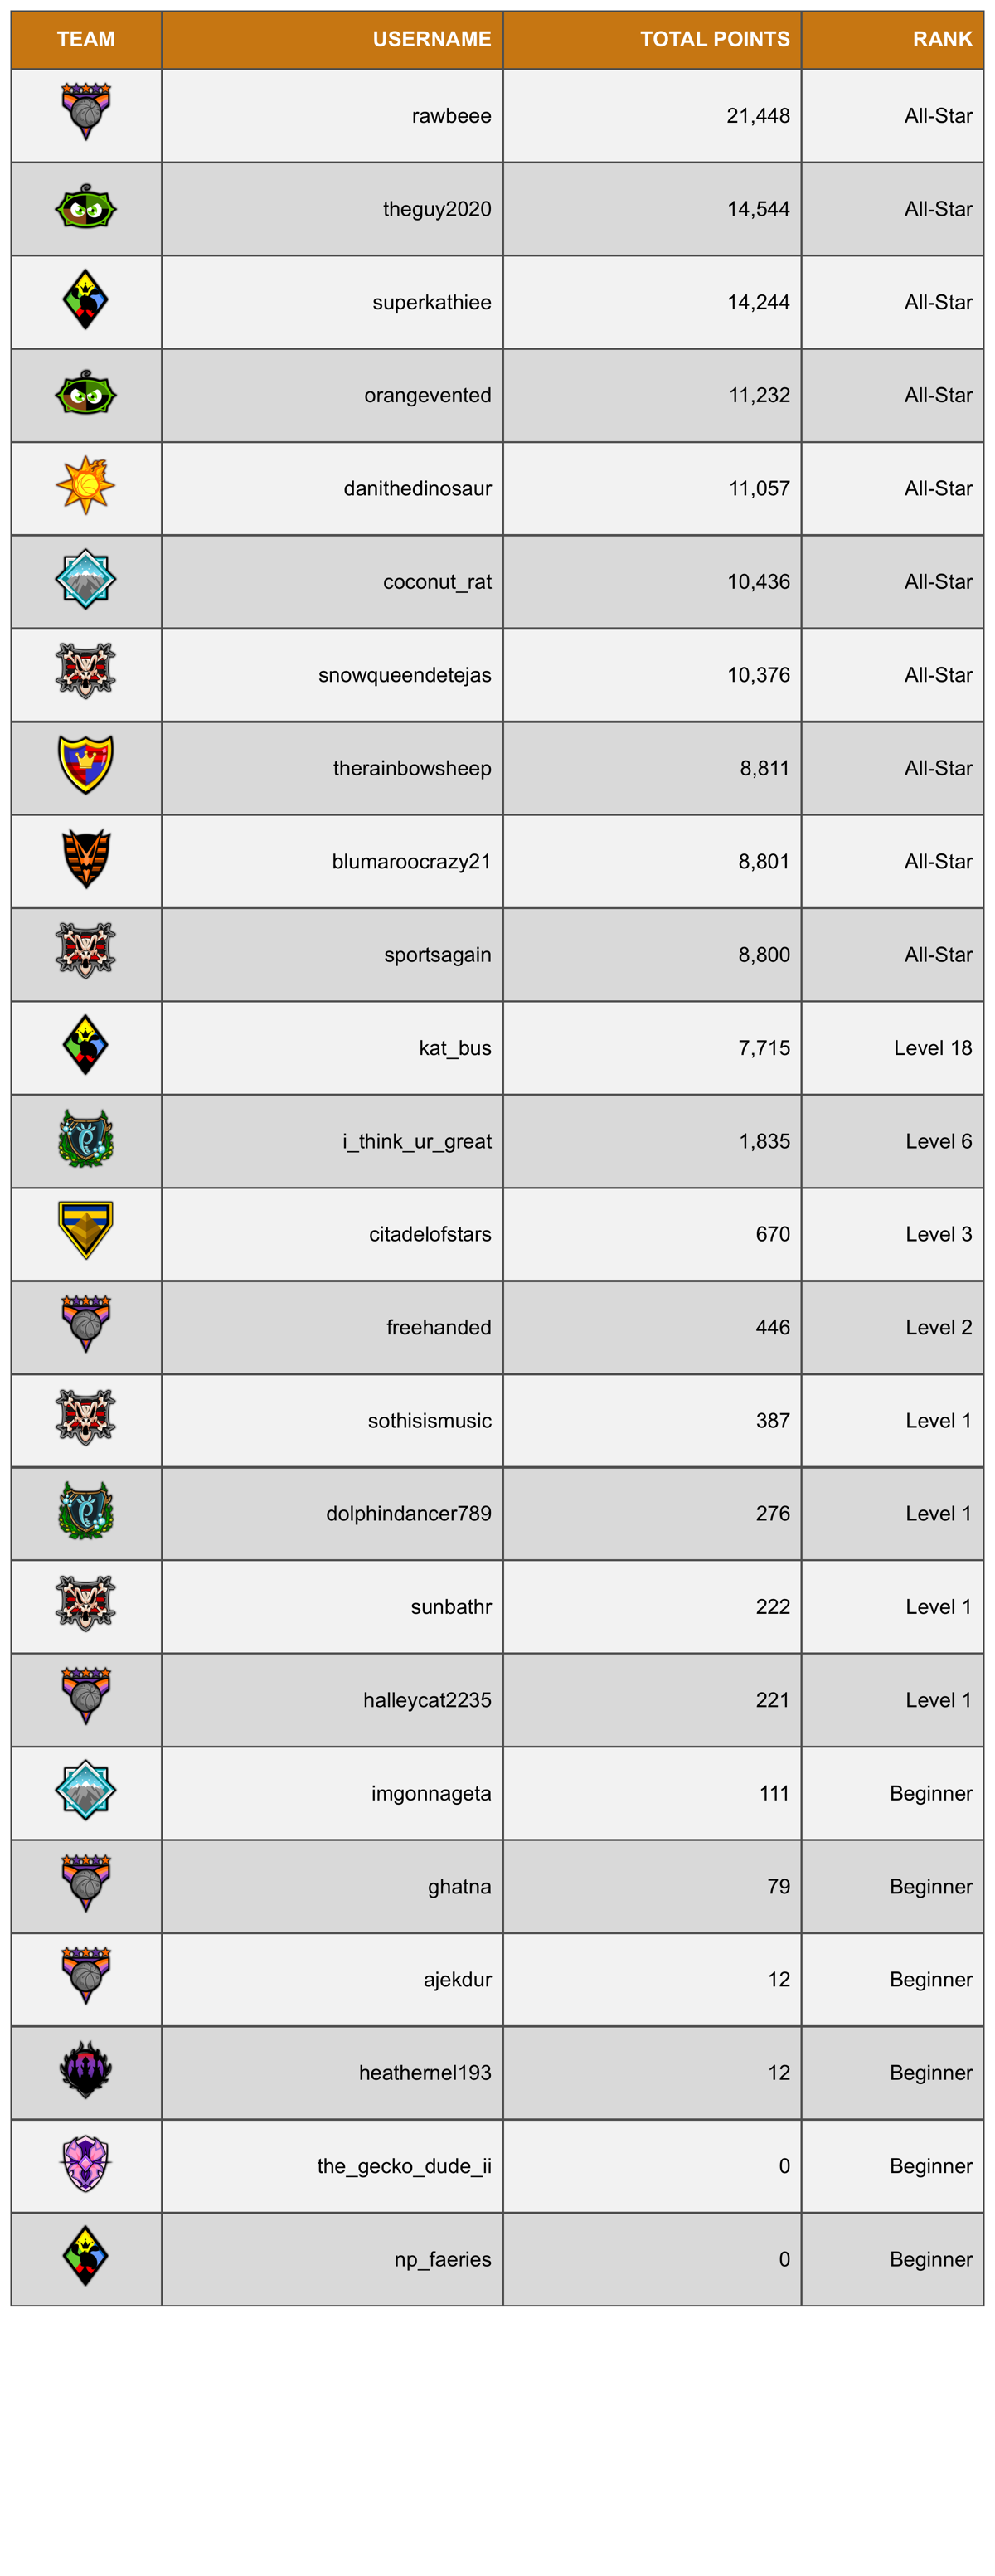 TEAM USERNAME TOTAL POINTS RANK
rawbeee 21,448 All-Star
theguy2020 14,544 All-Star
superkathiee 14,244 All-Star
orangevented 11,232 All-Star
danithedinosaur 11,057 All-Star
coconut_rat 10,436 All-Star
snowqueendetejas 10,376 All-Star
therainbowsheep 8,811 All-Star
blumaroocrazy21 8,801 All-Star
sportsagain 8,800 All-Star
kat_bus 7,715 Level 18
i_think_ur_great 1,835 Level 6
citadelofstars 670 Level 3
freehanded 446 Level 2
sothisismusic 387 Level 1
dolphindancer789 276 Level 1
sunbathr 222 Level 1
halleycat2235 221 Level 1
imgonnageta 111 Beginner
ghatna 79 Beginner
ajekdur 12 Beginner
heathernel193 12 Beginner
the_gecko_dude_ii 0 Beginner
np_faeries 0 Beginner